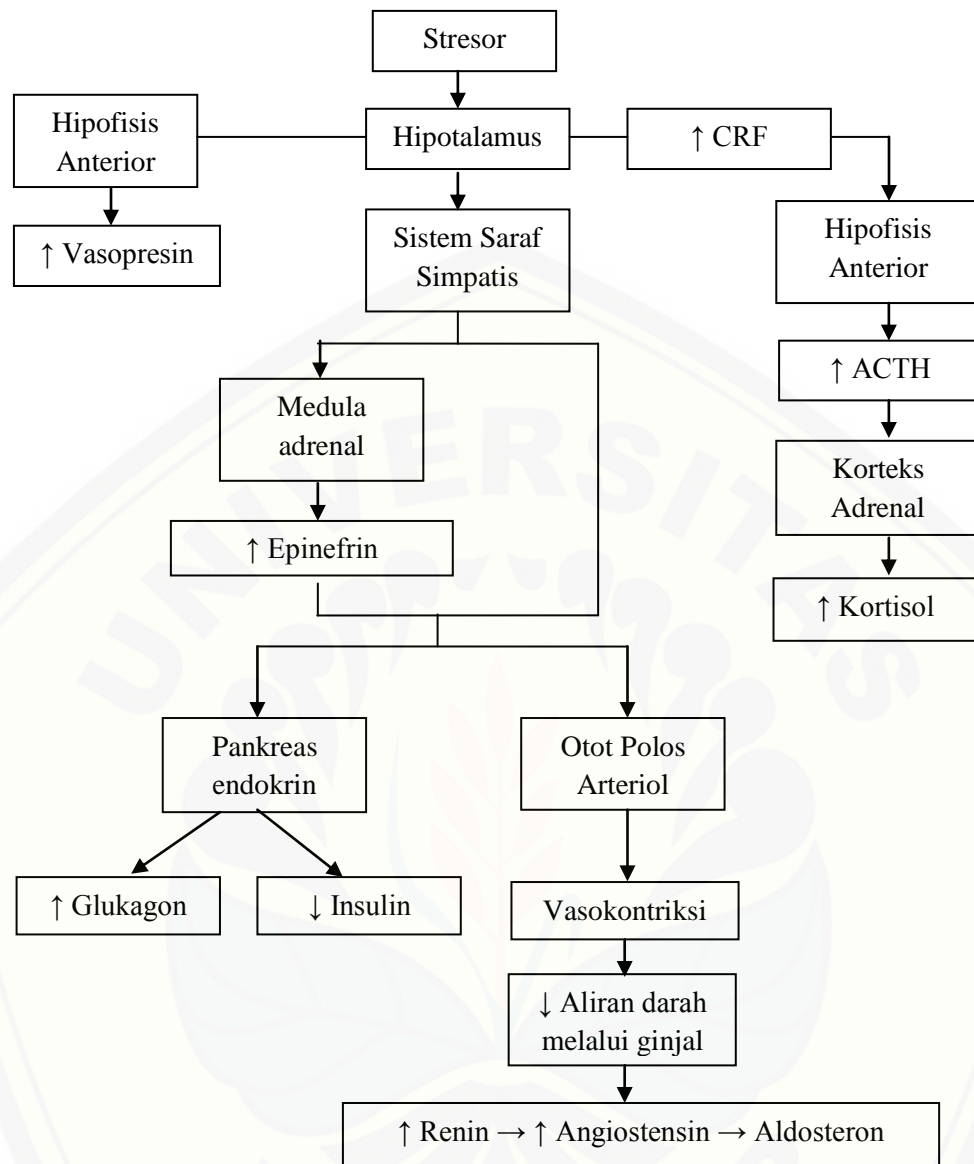 Stresor
Hipofisis
Anterior
Hipotalamus
↑ CRF
↑ Vasopresin
Sistem Saraf
Simpatis
Hipofisis
Anterior
↑ ACTH
Medula
adrenal
Korteks
Adrenal
↑ Epinefrin
↑ Kortisol
Pankreas
endokrin
Otot Polos
Arteriol
↑ Glukagon
↓ Insulin
Vasokontriksi
↓ Aliran darah
melalui ginjal
↑ Renin → ↑ Angiostensin → Aldosteron
UNIVERSITAS